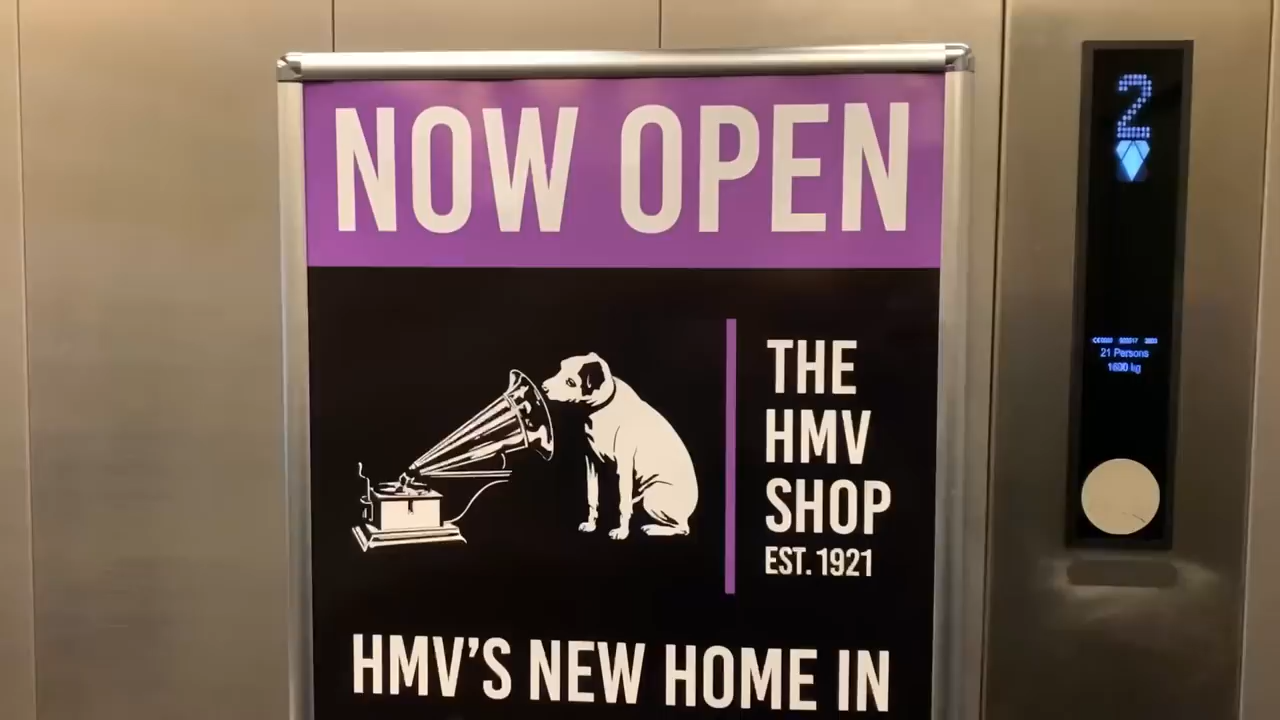 NOW OPEN
THE
HMV
SHOP
EST. 1921
HMV'S NEW HOME IN
2
21 Persons
1600 kg